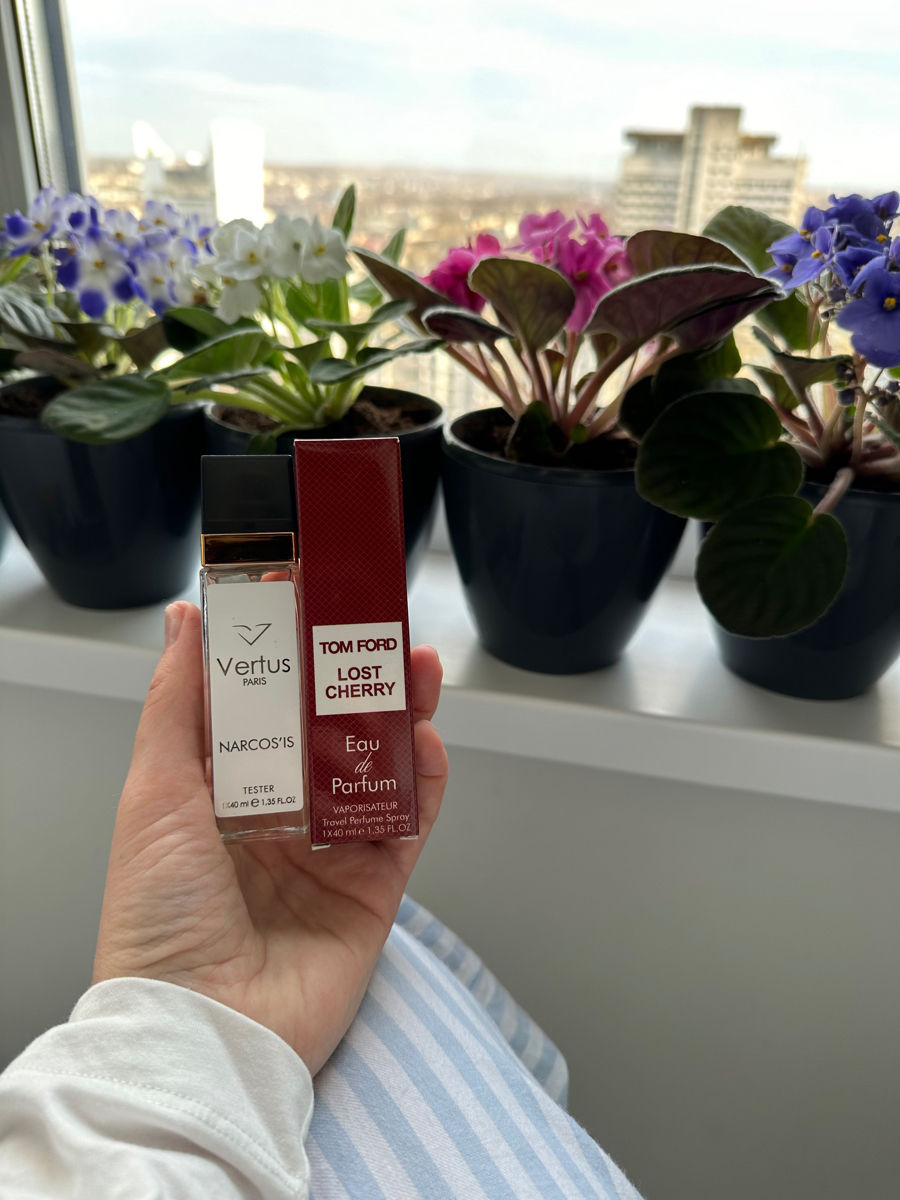 Vertus
PARIS
NARCOS'IS
TESTER
1X40 ml e 1,35 FL.OZ
TOM FORD
LOST
CHERRY
Eau
de
Parfum
VAPORISATEUR
Travel Perfume Spray
1X40 ml e 1,35 FL.OZ